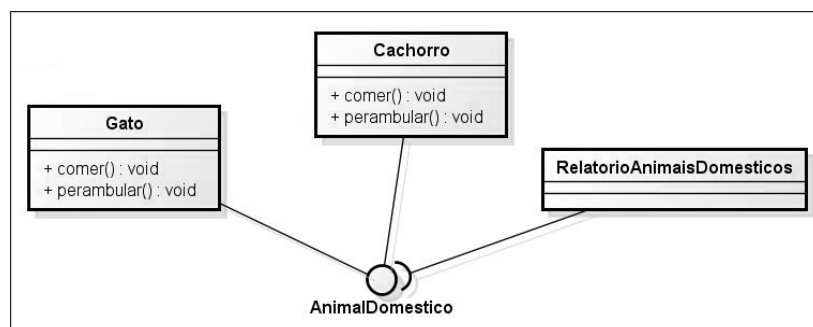 Cachorro
+ comer() : void
+ perambular() : void
Gato
+ comer() : void
+ perambular() : void
RelatorioAnimaisDomesticos
AnimalDomestico